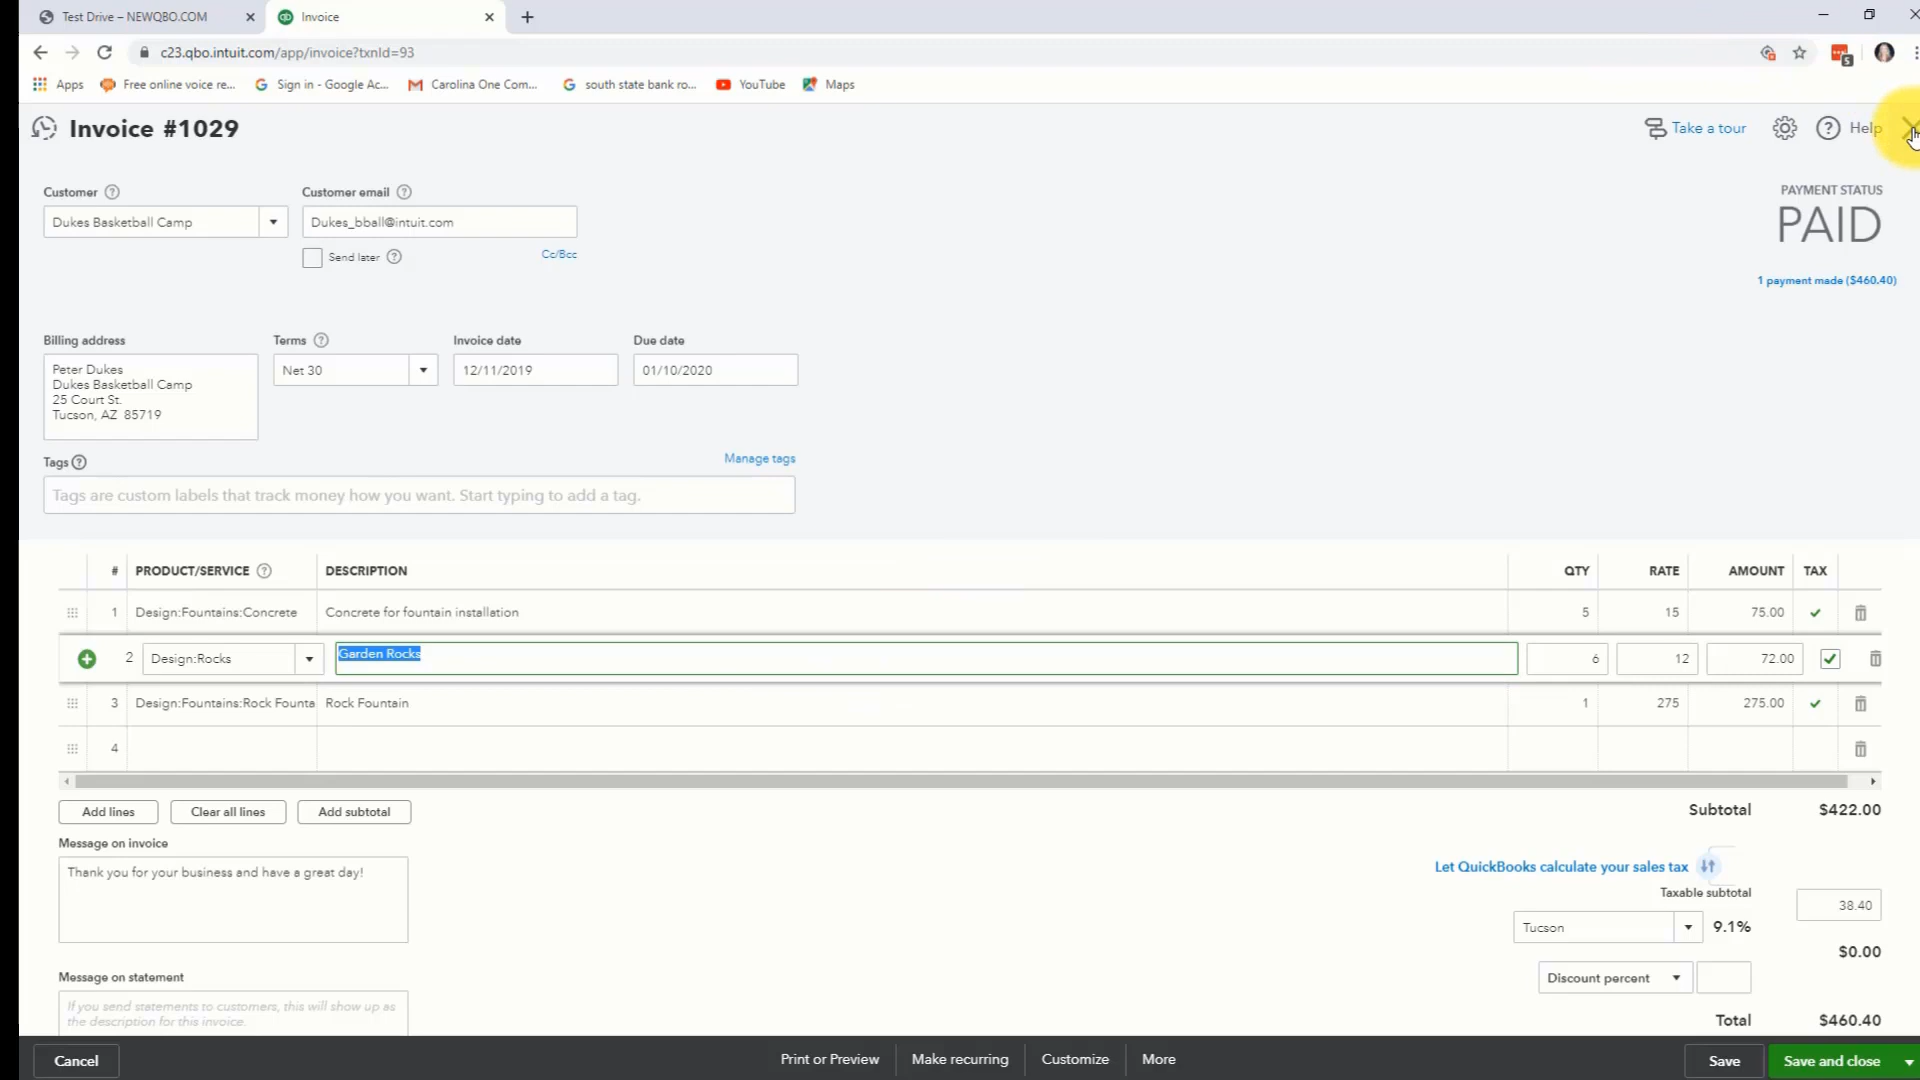 Test Drive – NEWQBO.COM
Invoice
c23.qbo.intuit.com/app/invoice?txnId=93
5
Apps
Free online voice re...
Sign in - Google Ac...
Carolina One Com...
south state bank ro...
YouTube
Maps
Invoice #1029
Take a tour
Help
Customer
Customer email
PAYMENT STATUS
Dukes Basketball Camp
Dukes_bball@intuit.com
PAID
Send later
Cc/Bcc
1 payment made ($460.40)
Billing address
Terms
Invoice date
Due date
Peter Dukes
Dukes Basketball Camp
25 Court St.
Tucson, AZ 85719
Net 30
12/11/2019
01/10/2020
Tags
Manage tags
Tags are custom labels that track money how you want. Start typing to add a tag.
# PRODUCT/SERVICE DESCRIPTION QTY RATE AMOUNT TAX
1 Design:Fountains:Concrete Concrete for fountain installation 5 15 75.00
2 Design:Rocks Garden Rocks 6 12 72.00
3 Design:Fountains:Rock Founta Rock Fountain 1 275 275.00
4
Add lines
Clear all lines
Add subtotal
Subtotal $422.00
Message on invoice
Thank you for your business and have a great day!
Let QuickBooks calculate your sales tax
Taxable subtotal
38.40
Tucson
9.1%
$0.00
Message on statement
Discount percent
If you send statements to customers, this will show up as
the description for this invoice.
Total $460.40
Cancel
Print or Preview
Make recurring
Customize
More
Save
Save and close